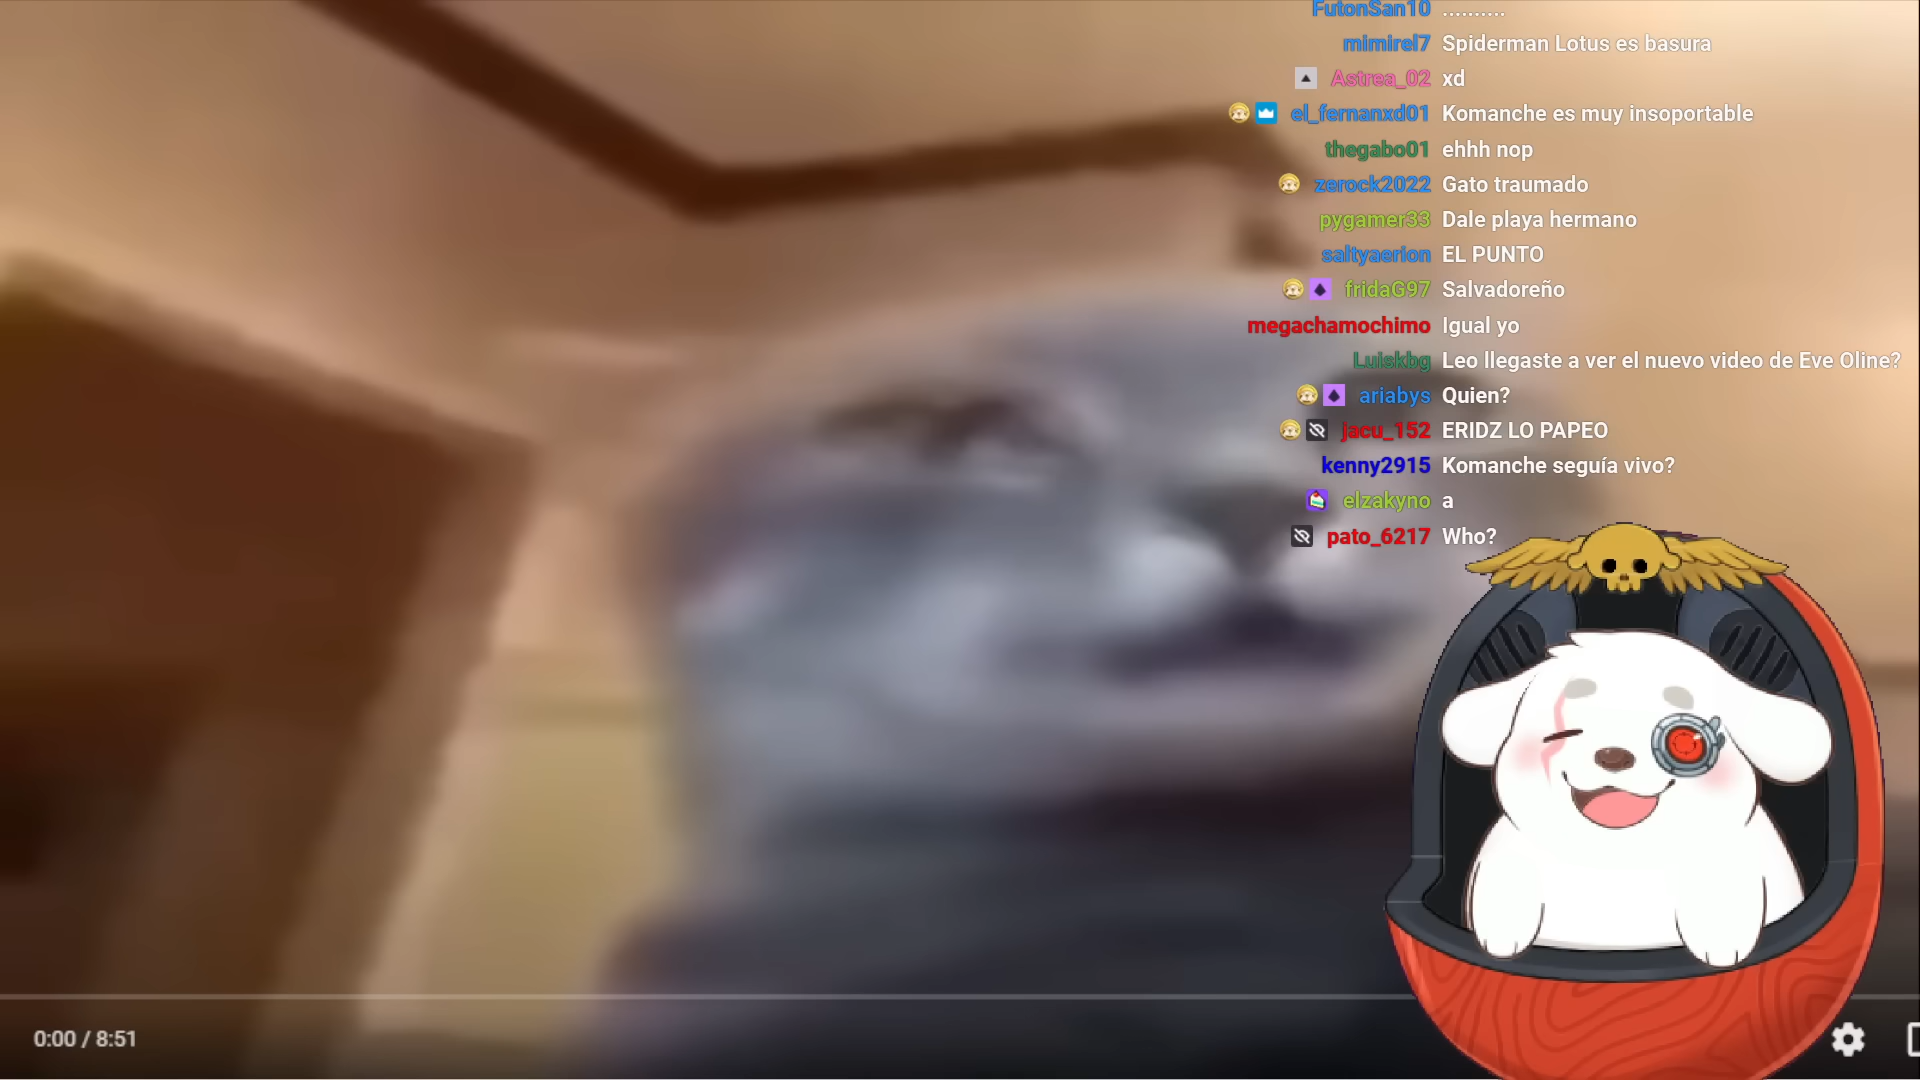 FutonSan10 ..........
mimirel7 Spiderman Lotus es basura
Astrea_02 xd
el_fernanxd01 Komanche es muy insoportable
thegabo01 ehhh nop
zerock2022 Gato traumado
pygamer33 Dale playa hermano
saltyaerion EL PUNTO
fridaG97 Salvadoreño
megachamochimo Igual yo
Luiskbg Leo llegaste a ver el nuevo video de Eve Oline?
ariabys Quien?
jacu_152 ERIDZ LO PAPEO
kenny2915 Komanche seguía vivo?
elzakyno a
pato_6217 Who?
0:00 / 8:51